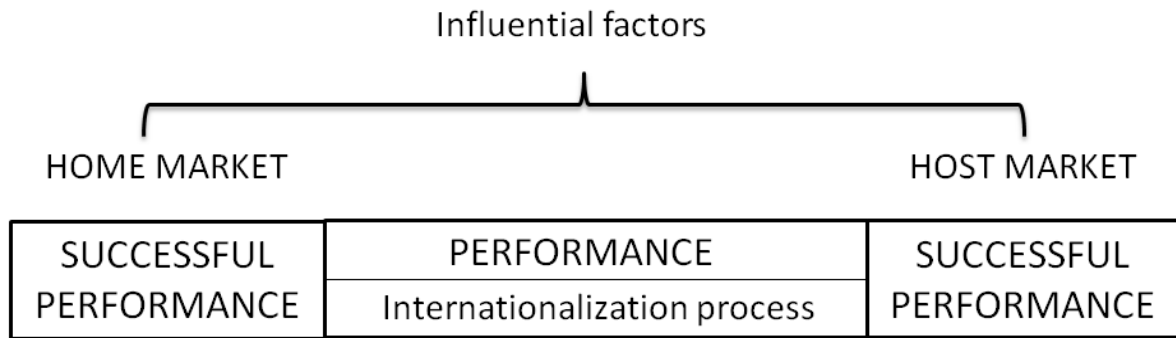 Influential factors
HOME MARKET
HOST MARKET
SUCCESSFUL
PERFORMANCE
PERFORMANCE
Internationalization process
SUCCESSFUL
PERFORMANCE